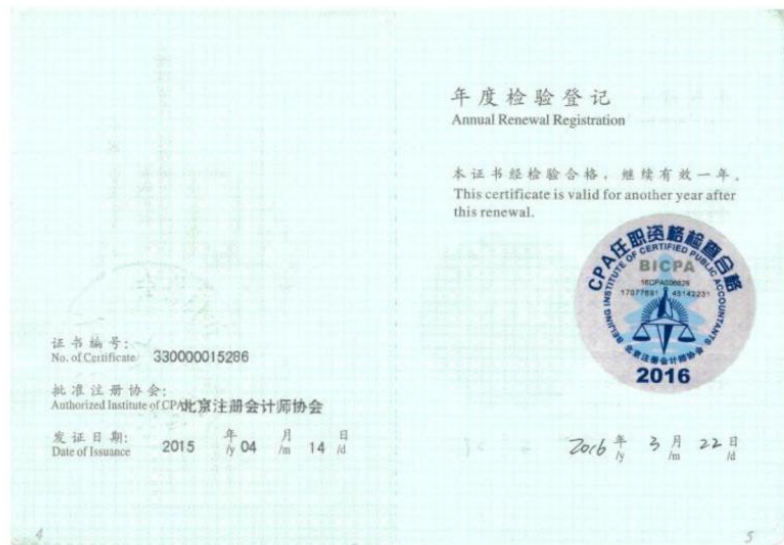 证书编号:
No. of Certificate 330000015286
批准注册协会:
Authorized Institute of CPA 北京注册会计师协会
发证日期: 2015 年 04 月 14 日
Date of Issuance /y /m /d
4
年度检验登记
Annual Renewal Registration
本证书经检验合格，继续有效一年。
This certificate is valid for another year after
this renewal.
CPA任职资格检查合格
BEIJING INSTITUTE OF CERTIFIED PUBLIC ACCOUNTANTS
BICPA
17077691 45142231
北京注册会计师协会
2016
2016 年 3 月 22 日
/y /m /d
5